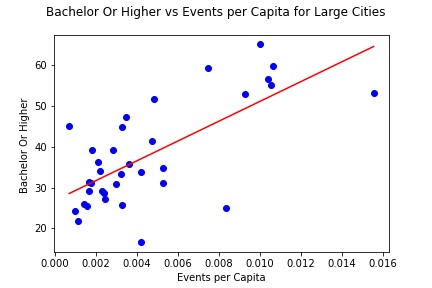 Bachelor Or Higher vs Events per Capita for Large Cities
60
50
40
30
20
Bachelor Or Higher
0.000 0.002 0.004 0.006 0.008 0.010 0.012 0.014 0.016
Events per Capita